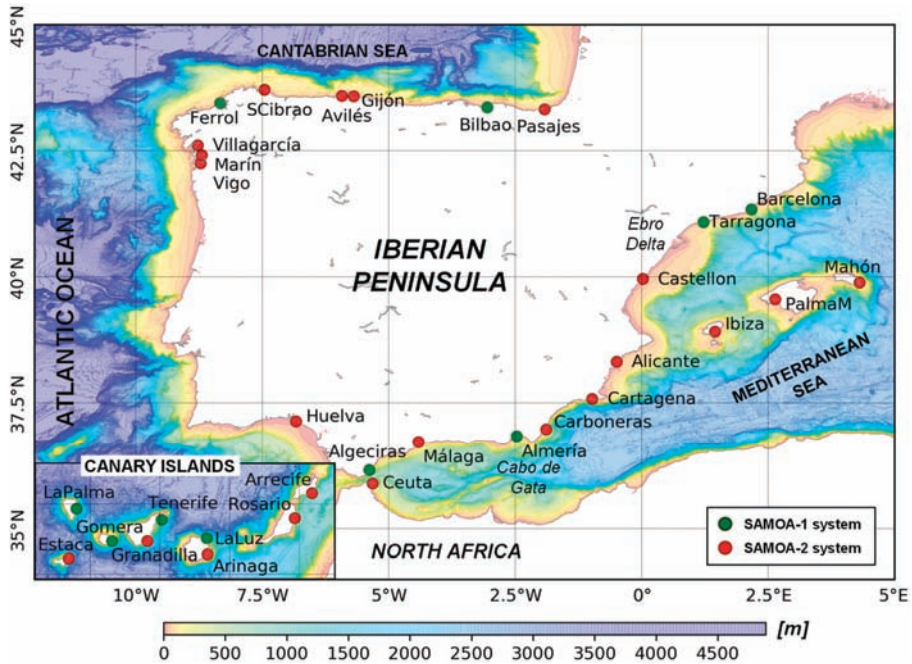 45°N
42.5°N
40°N
37.5°N
35°N
CANTABRIAN SEA
Ferrol
SCibrao
Avilés
Gijón
Bilbao
Pasajes
Villagarcía
Marín
Vigo
ATLANTIC OCEAN
IBERIAN
PENINSULA
Ebro
Delta
Barcelona
Tarragona
Castellon
Mahón
PalmaM
Ibiza
Alicante
MEDITERRANEAN
SEA
Cartagena
Carboneras
Huelva
Algeciras
Málaga
Almería
Cabo de
Gata
Ceuta
CANARY ISLANDS
LaPalma
Tenerife
Arrecife
Rosario
Gomera
Estaca
Granadilla
LaLuz
Arinaga
NORTH AFRICA
SAMOA-1 system
SAMOA-2 system
10°W 7.5°W 5°W 2.5°W 0° 2.5°E 5°E
[m]
0 500 1000 1500 2000 2500 3000 3500 4000 4500